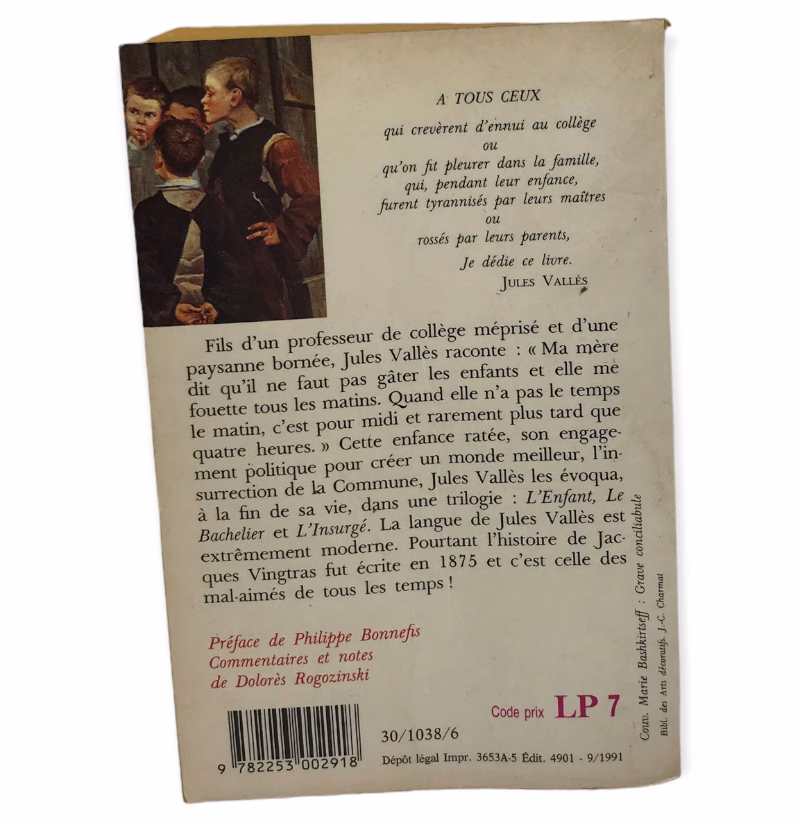 A TOUS CEUX
qui crevèrent d'ennui au collège
ou
qu'on fit pleurer dans la famille,
qui, pendant leur enfance,
furent tyrannisés par leurs maîtres
ou
rossés par leurs parents,
Je dédie ce livre.
JULES VALLÈS
Fils d'un professeur de collège méprisé et d'une
paysanne bornée, Jules Vallès raconte : « Ma mère
dit qu'il ne faut pas gâter les enfants et elle me
fouette tous les matins. Quand elle n'a pas le temps
le matin, c'est pour midi et rarement plus tard que
quatre heures. » Cette enfance ratée, son engage-
ment politique pour créer un monde meilleur, l'in-
surrection de la Commune, Jules Vallès les évoqua,
à la fin de sa vie, dans une trilogie : L'Enfant, Le
Bachelier et L'Insurgé. La langue de Jules Vallès est
extrêmement moderne. Pourtant l'histoire de Jac-
ques Vingtras fut écrite en 1875 et c'est celle des
mal-aimés de tous les temps !
Préface de Philippe Bonnefis
Commentaires et notes
de Dolorès Rogozinski
Code prix LP 7
30/1038/6
9 782253 002918
Dépôt légal Impr. 3653A-5 Édit. 4901 - 9/1991
Couv. Marie Bashkirtseff : Grave conciliabule
Bibl. des Arts décoratifs. J.-C. Charmat